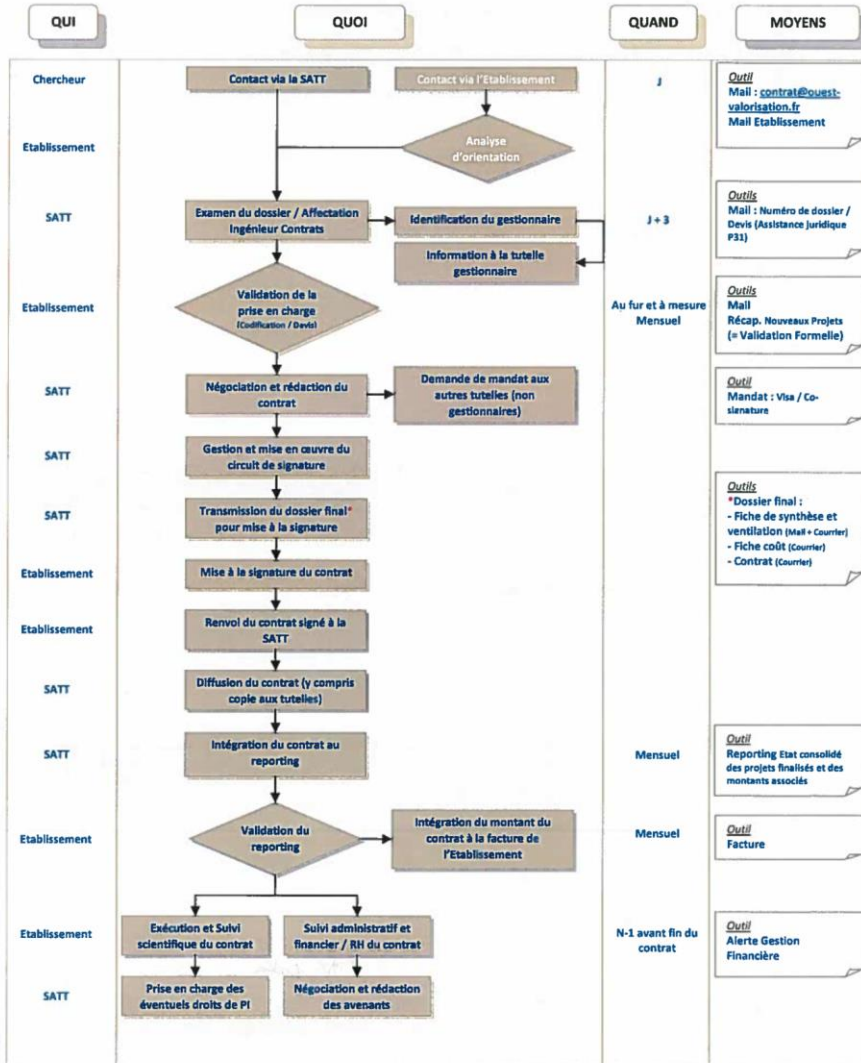 QUI
QUOI
QUAND
MOYENS
Chercheur
Contact via la SATT
Contact via l'Etablissement
J
Outil
Mail : contrat@ouest-
valorisation.fr
Mail Etablissement
Etablissement
Analyse
d'orientation
SATT
Examen du dossier / Affectation
Ingénieur Contrats
Identification du gestionnaire
J + 3
Outils
Mail : Numéro de dossier /
Devis (Assistance Juridique
P31)
Information à la tutelle
gestionnaire
Etablissement
Validation de la
prise en charge
(Codification / Devis)
Au fur et à mesure
Mensuel
Outils
Mail
Récap. Nouveaux Projets
(= Validation Formelle)
SATT
Négociation et rédaction du
contrat
Demande de mandat aux
autres tutelles (non
gestionnaires)
Outil
Mandat : Visa / Co-
signature
SATT
Gestion et mise en œuvre du
circuit de signature
SATT
Transmission du dossier final*
pour mise à la signature
Outils
*Dossier final :
- Fiche de synthèse et
ventilation (Mail + Courrier)
- Fiche coût (Courrier)
- Contrat (Courrier)
Etablissement
Mise à la signature du contrat
Etablissement
Renvoi du contrat signé à la
SATT
SATT
Diffusion du contrat (y compris
copie aux tutelles)
SATT
Intégration du contrat au
reporting
Mensuel
Outil
Reporting Etat consolidé
des projets finalisés et des
montants associés
Etablissement
Validation du
reporting
Intégration du montant du
contrat à la facture de
l'Etablissement
Mensuel
Outil
Facture
Etablissement
Exécution et Suivi
scientifique du contrat
Suivi administratif et
financier / RH du contrat
N-1 avant fin du
contrat
Outil
Alerte Gestion
Financière
SATT
Prise en charge des
éventuels droits de PI
Négociation et rédaction
des avenants